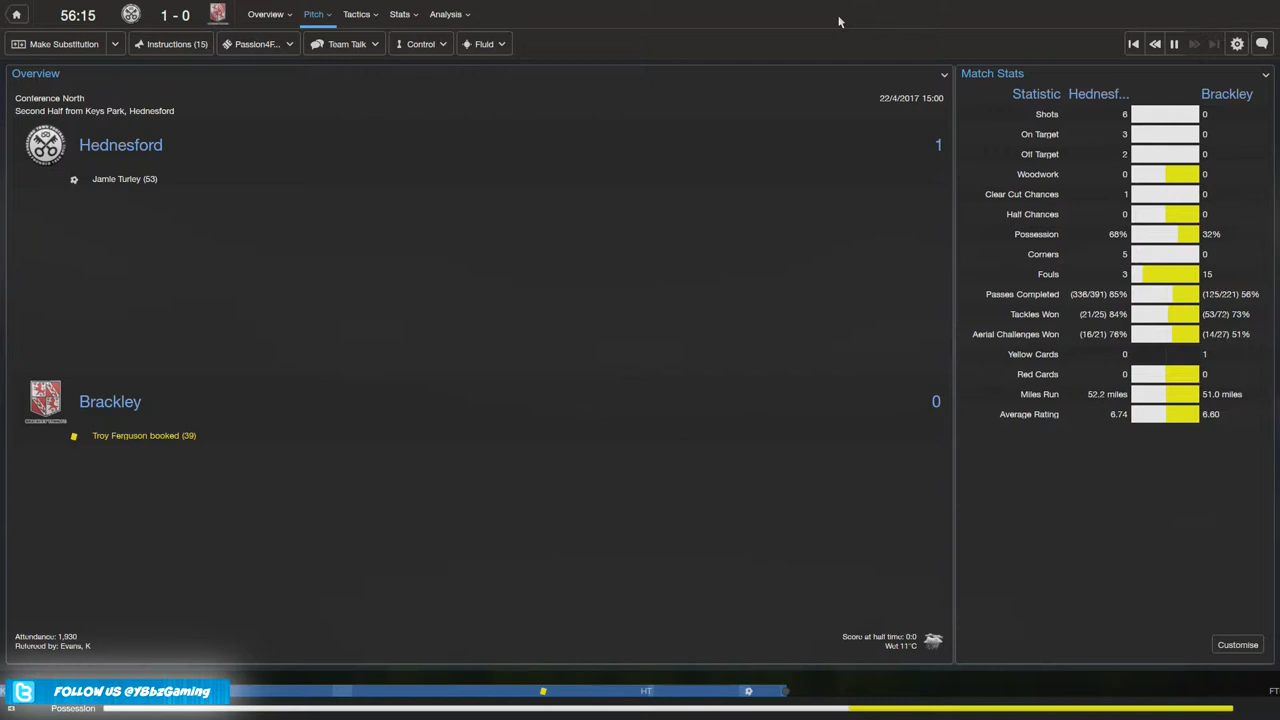 56:15 1 - 0 Overview Pitch Tactics Stats Analysis
Make Substitution Instructions (15) Passion4F... Team Talk Control Fluid
Overview
Conference North 22/4/2017 15:00
Second Half from Keys Park, Hednesford
Hednesford 1
Jamie Turley (53)
Brackley 0
Troy Ferguson booked (39)
Attendance: 1,930
Refereed by: Evans, K
Score at half time: 0:0
Wet 11°C
Match Stats
Statistic Hednesf... Brackley
Shots 6 0
On Target 3 0
Off Target 2 0
Woodwork 0 0
Clear Cut Chances 1 0
Half Chances 0 0
Possession 68% 32%
Corners 5 0
Fouls 3 15
Passes Completed (336/391) 85% (125/221) 56%
Tackles Won (21/25) 84% (53/72) 73%
Aerial Challenges Won (16/21) 76% (14/27) 51%
Yellow Cards 0 1
Red Cards 0 0
Miles Run 52.2 miles 51.0 miles
Average Rating 6.74 6.60
Customise
FOLLOW US @YBbzGaming
HT FT
Possession